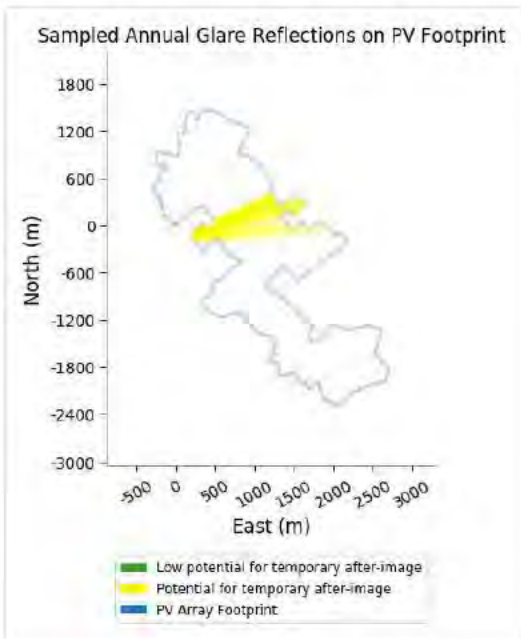 Sampled Annual Glare Reflections on PV Footprint
1800
1200
600
0
-600
-1200
-1800
-2400
-3000
North (m)
-500
0
500
1000
1500
2000
2500
3000
East (m)
Low potential for temporary after-image
Potential for temporary after-image
PV Array Footprint